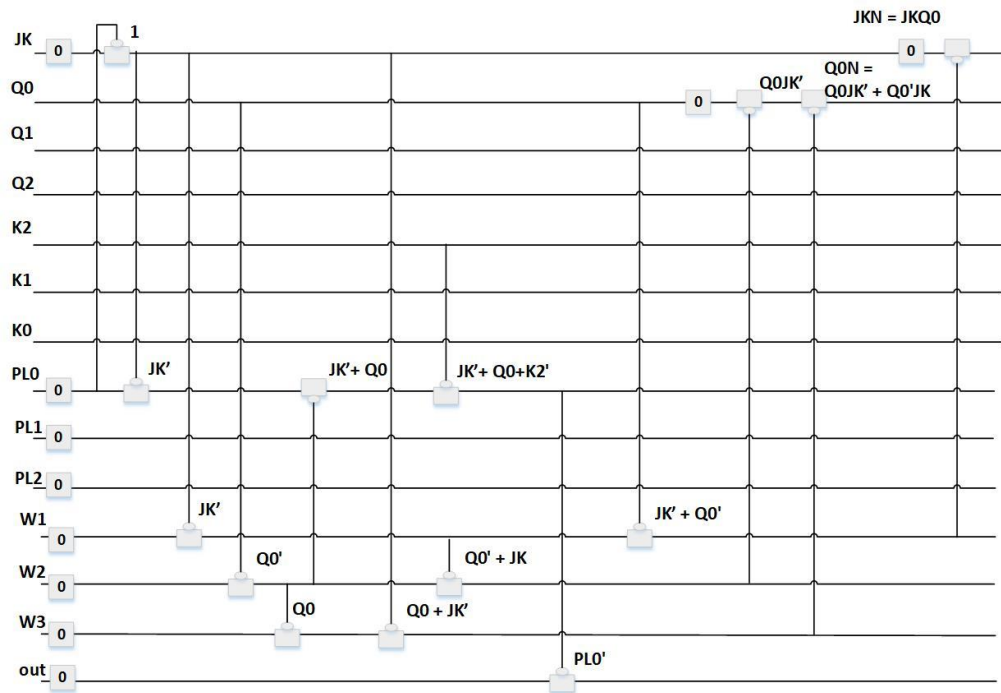 JKN = JKQ0
1
JK 0 0
Q0N =
Q0JK' + Q0'JK
Q0JK'
Q0 0
Q1
Q2
K2
K1
K0
JK' JK'+ Q0 JK'+ Q0+K2'
PL0 0
PL1 0
PL2 0
JK' JK' + Q0'
W1 0
Q0' Q0' + JK
W2 0
Q0 Q0 + JK'
W3 0
PL0'
out 0